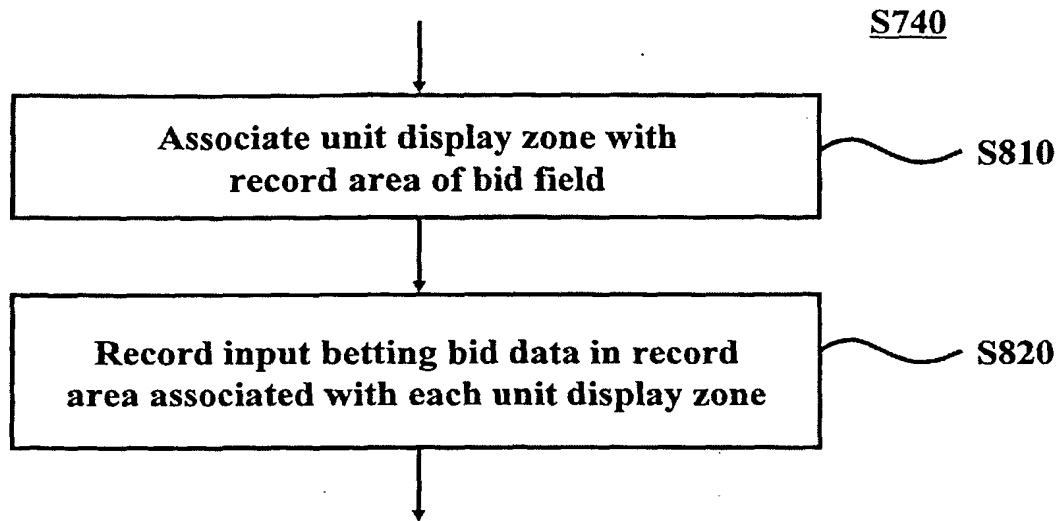 S740
Associate unit display zone with
record area of bid field
S810
Record input betting bid data in record
area associated with each unit display zone
S820